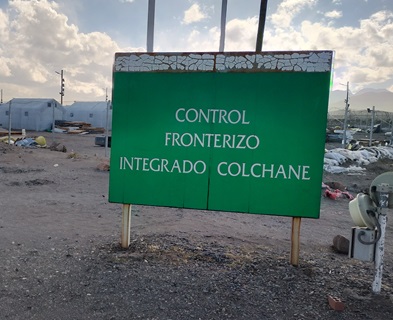 CONTROL
FRONTERIZO
INTEGRADO COLCHANE